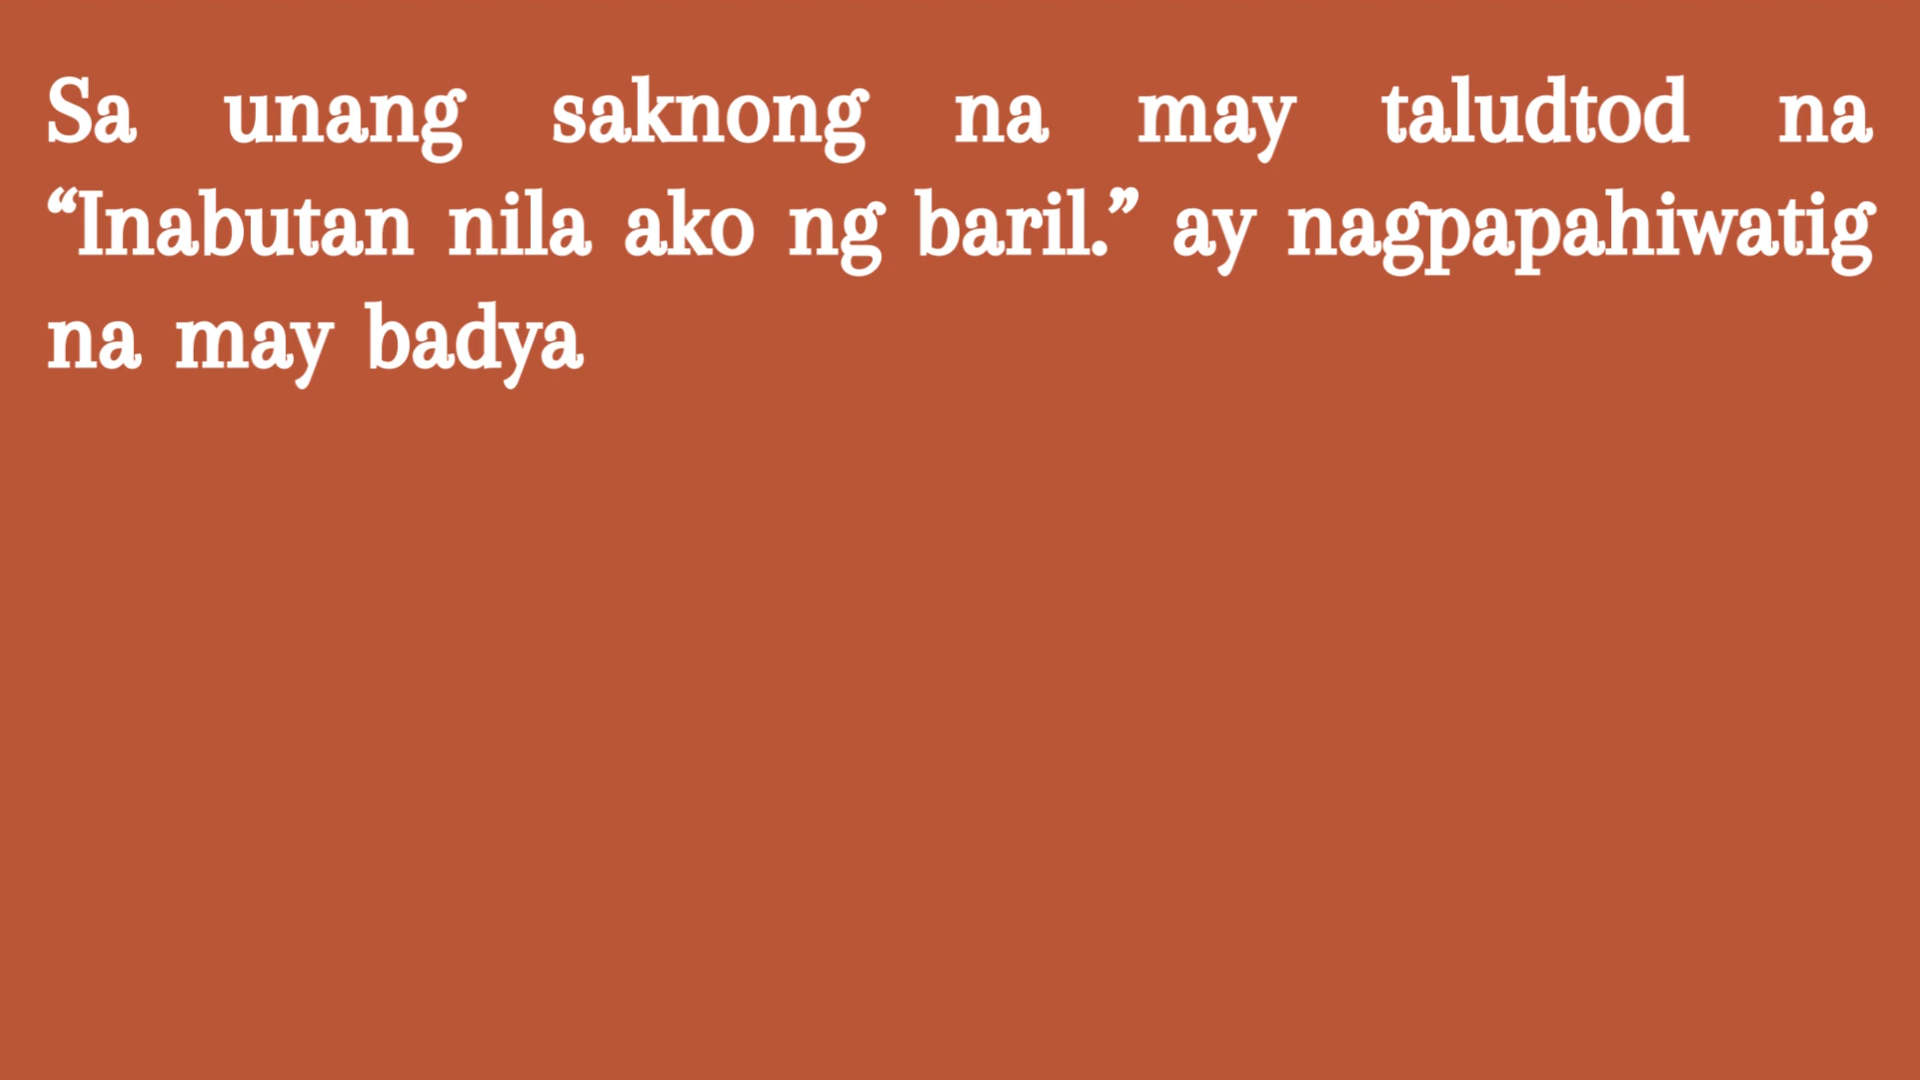 Sa unang saknong na may taludtod na
“Inabutan nila ako ng baril.” ay nagpapahiwatig
na may badya